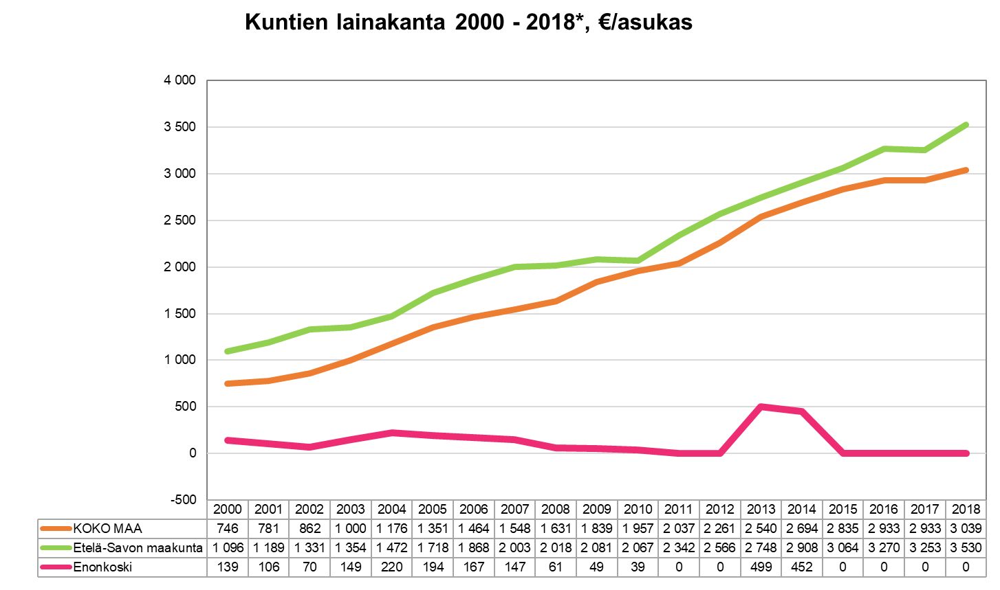 Kuntien lainakanta 2000 - 2018*, €/asukas
4 000
3 500
3 000
2 500
2 000
1 500
1 000
500
0
-500
2000 2001 2002 2003 2004 2005 2006 2007 2008 2009 2010 2011 2012 2013 2014 2015 2016 2017 2018
KOKO MAA 746 781 862 1 000 1 176 1 351 1 464 1 548 1 631 1 839 1 957 2 037 2 261 2 540 2 694 2 835 2 933 2 933 3 039
Etelä-Savon maakunta 1 096 1 189 1 331 1 354 1 472 1 718 1 868 2 003 2 018 2 081 2 067 2 342 2 566 2 748 2 908 3 064 3 270 3 253 3 530
Enonkoski 139 106 70 149 220 194 167 147 61 49 39 0 0 499 452 0 0 0 0